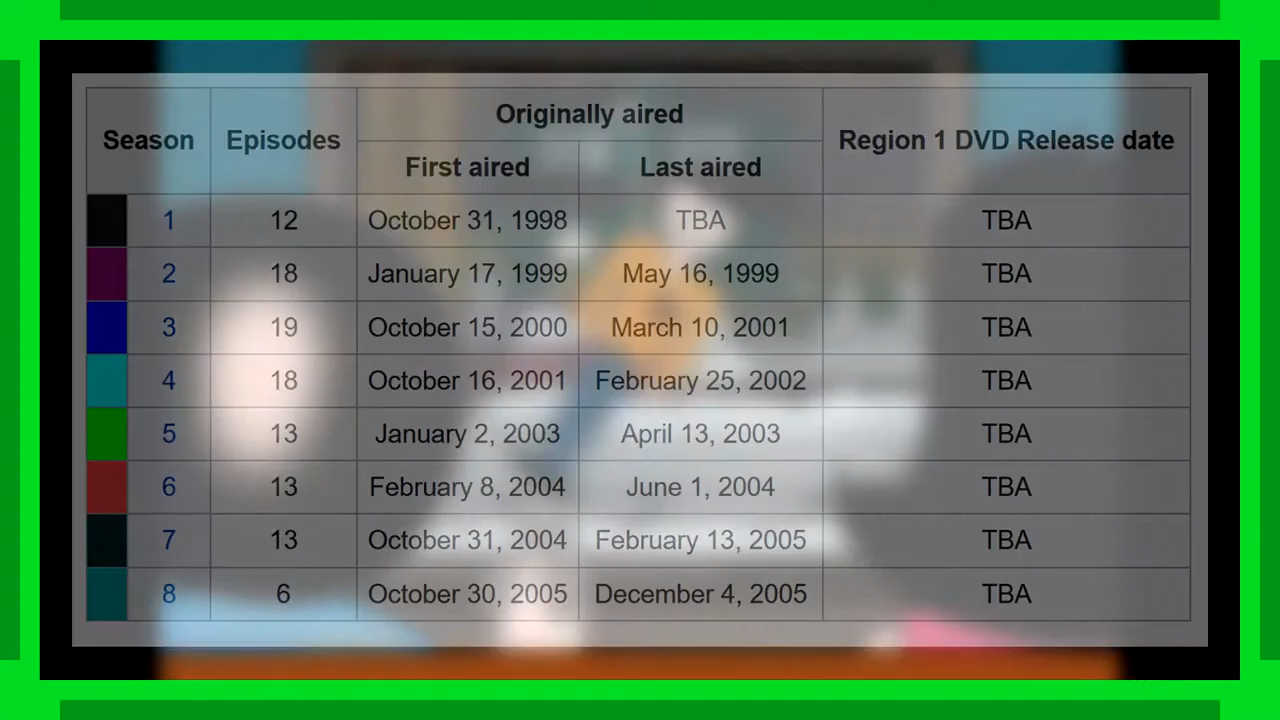 Season Episodes Originally aired Region 1 DVD Release date
First aired Last aired
1 12 October 31, 1998 TBA TBA
2 18 January 17, 1999 May 16, 1999 TBA
3 19 October 15, 2000 March 10, 2001 TBA
4 18 October 16, 2001 February 25, 2002 TBA
5 13 January 2, 2003 April 13, 2003 TBA
6 13 February 8, 2004 June 1, 2004 TBA
7 13 October 31, 2004 February 13, 2005 TBA
8 6 October 30, 2005 December 4, 2005 TBA